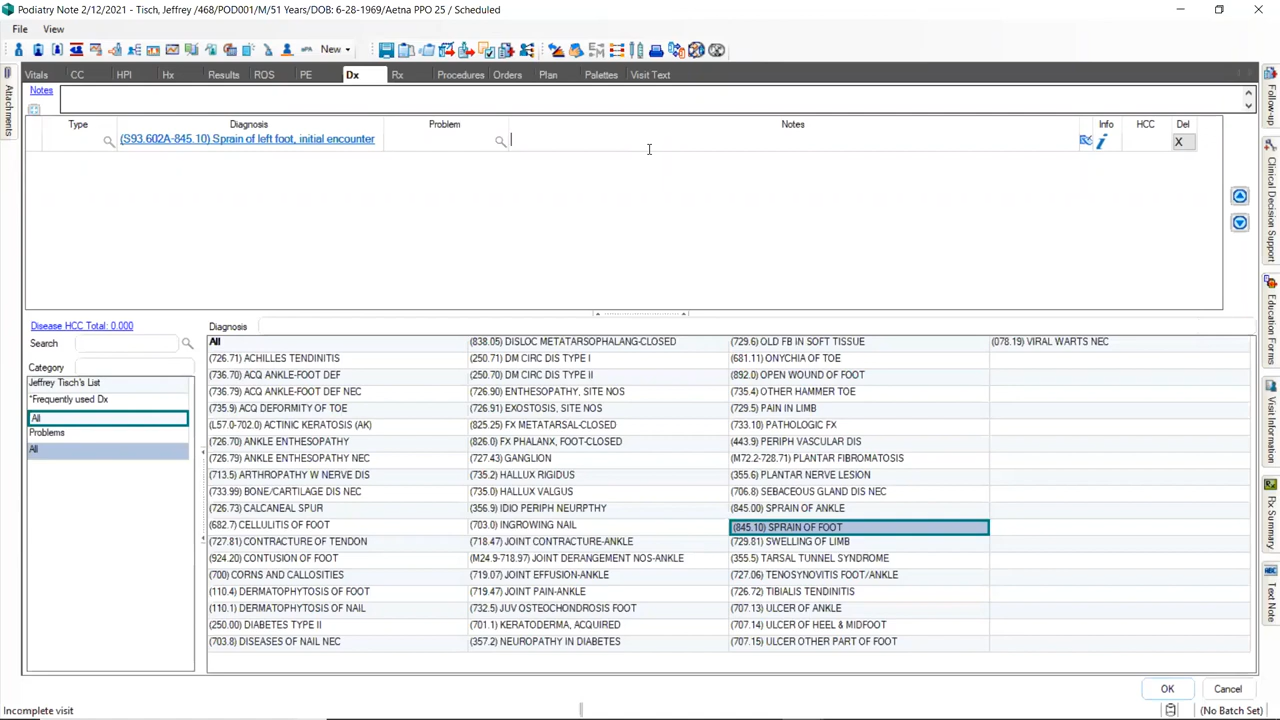 Podiatry Note 2/12/2021 - Tisch, Jeffrey /468/POD001/M/51 Years/DOB: 6-28-1969/Aetna PPO 25 / Scheduled
File View
New
Vitals CC HPI Hx Results ROS PE Dx Rx Procedures Orders Plan Palettes Visit Text
Notes
Type Diagnosis Problem Notes Info HCC Del
(S93.602A-845.10) Sprain of left foot, initial encounter X
Attachments
Follow-up
Clinical Decision Support
Education Forms
Visit Information
Rx Summary
Text Note
Disease HCC Total: 0.000
Search
Category
Jeffrey Tisch's List
*Frequently used Dx
All
Problems
All
Diagnosis
All (838.05) DISLOC METATARSOPHALANG-CLOSED (729.6) OLD FB IN SOFT TISSUE (078.19) VIRAL WARTS NEC
(726.71) ACHILLES TENDINITIS (250.71) DM CIRC DIS TYPE I (681.11) ONYCHIA OF TOE
(736.70) ACQ ANKLE-FOOT DEF (250.70) DM CIRC DIS TYPE II (892.0) OPEN WOUND OF FOOT
(736.79) ACQ ANKLE-FOOT DEF NEC (726.90) ENTHESOPATHY, SITE NOS (735.4) OTHER HAMMER TOE
(735.9) ACQ DEFORMITY OF TOE (726.91) EXOSTOSIS, SITE NOS (729.5) PAIN IN LIMB
(L57.0-702.0) ACTINIC KERATOSIS (AK) (825.25) FX METATARSAL-CLOSED (733.10) PATHOLOGIC FX
(726.70) ANKLE ENTHESOPATHY (826.0) FX PHALANX, FOOT-CLOSED (443.9) PERIPH VASCULAR DIS
(726.79) ANKLE ENTHESOPATHY NEC (727.43) GANGLION (M72.2-728.71) PLANTAR FIBROMATOSIS
(713.5) ARTHROPATHY W NERVE DIS (735.2) HALLUX RIGIDUS (355.6) PLANTAR NERVE LESION
(733.99) BONE/CARTILAGE DIS NEC (735.0) HALLUX VALGUS (706.8) SEBACEOUS GLAND DIS NEC
(726.73) CALCANEAL SPUR (356.9) IDIO PERIPH NEURPTHY (845.00) SPRAIN OF ANKLE
(682.7) CELLULITIS OF FOOT (703.0) INGROWING NAIL (845.10) SPRAIN OF FOOT
(727.81) CONTRACTURE OF TENDON (718.47) JOINT CONTRACTURE-ANKLE (729.81) SWELLING OF LIMB
(924.20) CONTUSION OF FOOT (M24.9-718.97) JOINT DERANGEMENT NOS-ANKLE (355.5) TARSAL TUNNEL SYNDROME
(700) CORNS AND CALLOSITIES (719.07) JOINT EFFUSION-ANKLE (727.06) TENOSYNOVITIS FOOT/ANKLE
(110.4) DERMATOPHYTOSIS OF FOOT (719.47) JOINT PAIN-ANKLE (726.72) TIBIALIS TENDINITIS
(110.1) DERMATOPHYTOSIS OF NAIL (732.5) JUV OSTEOCHONDROSIS FOOT (707.13) ULCER OF ANKLE
(250.00) DIABETES TYPE II (701.1) KERATODERMA, ACQUIRED (707.14) ULCER OF HEEL & MIDFOOT
(703.8) DISEASES OF NAIL NEC (357.2) NEUROPATHY IN DIABETES (707.15) ULCER OTHER PART OF FOOT
OK Cancel
Incomplete visit (No Batch Set)